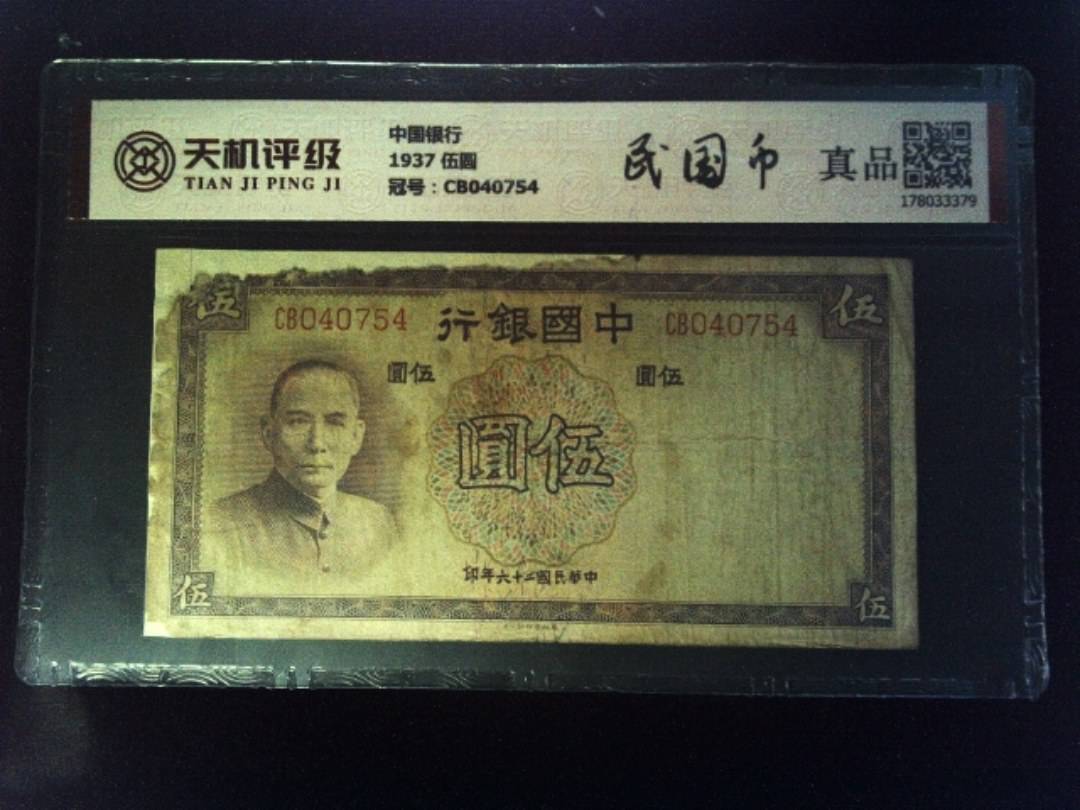 天机评级
TIAN JI PING JI
中国银行
1937 伍圆
冠号：CB040754
民国币
真品
178033379
伍
CB040754
行銀國中
CB040754
伍
圓伍
圓伍
圓伍
印年六十二國民華中
伍
伍